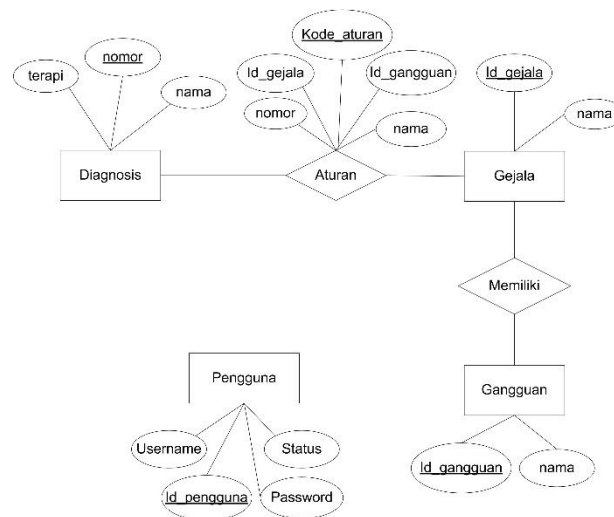 Kode_aturan
nomor
terapi
nama
Id_gejala
Id_gangguan
nomor
nama
Id_gejala
nama
Diagnosis
Aturan
Gejala
Memiliki
Pengguna
Gangguan
Username
Status
Id_pengguna
Password
Id_gangguan
nama